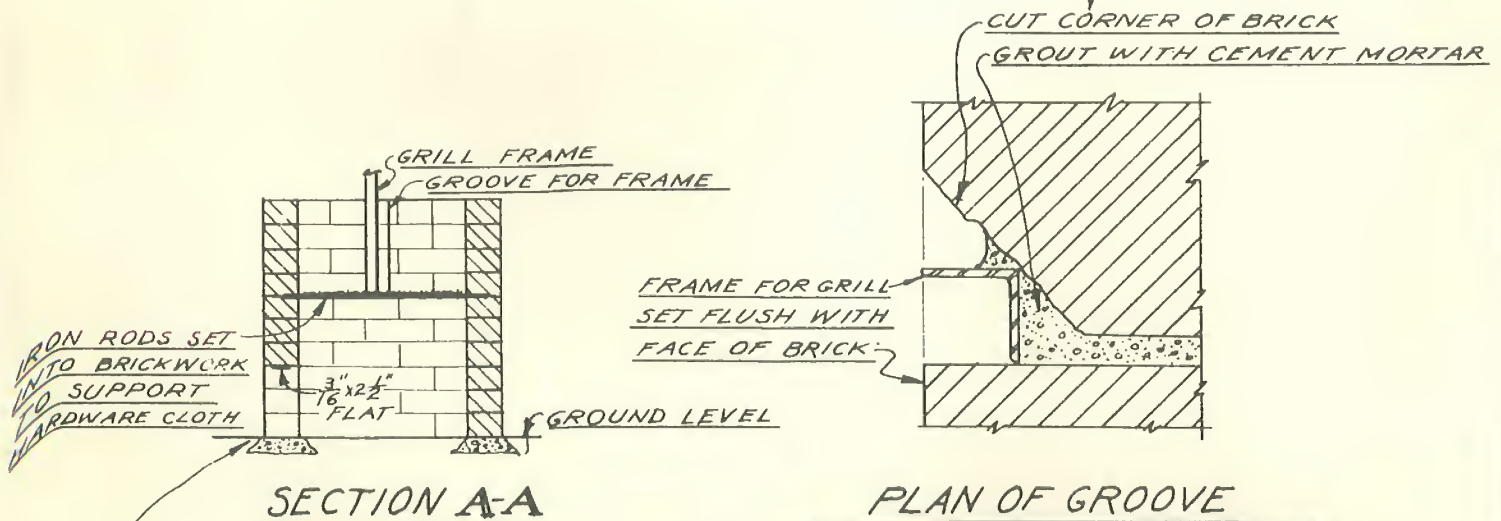 CUT CORNER OF BRICK
GROUT WITH CEMENT MORTAR
GRILL FRAME
GROOVE FOR FRAME
IRON RODS SET
INTO BRICKWORK
TO SUPPORT
HARDWARE CLOTH
3/16" x 2 1/2"
FLAT
GROUND LEVEL
FRAME FOR GRILL
SET FLUSH WITH
FACE OF BRICK
SECTION A-A
PLAN OF GROOVE